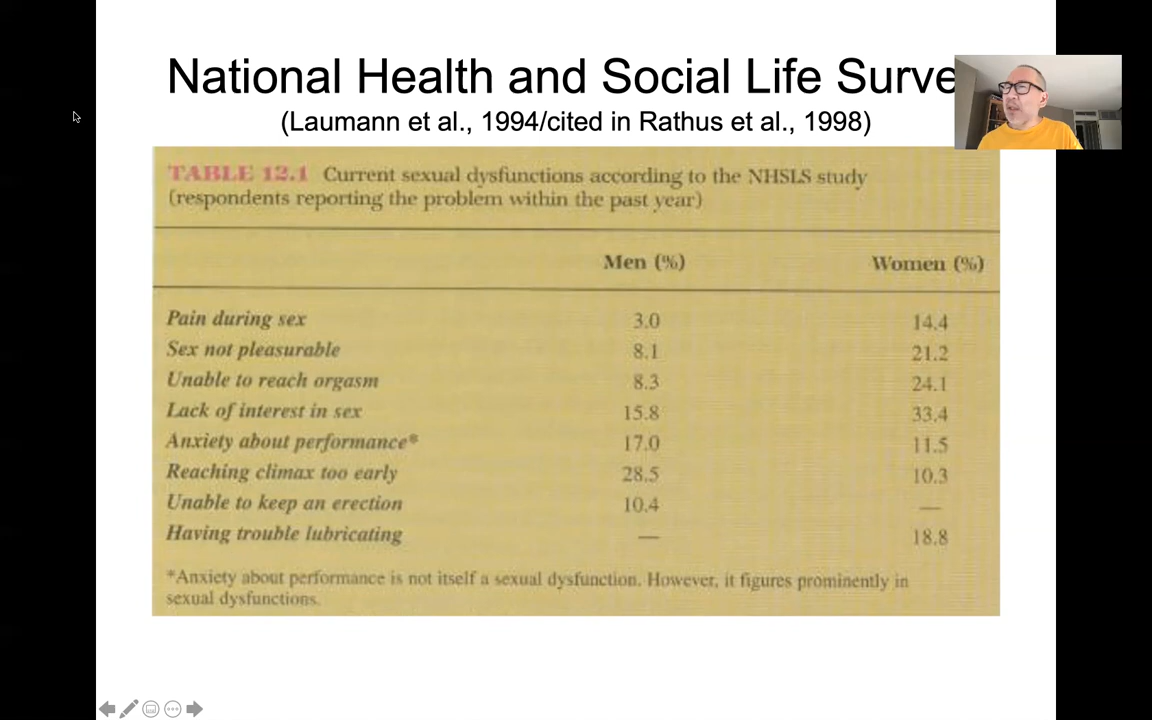 National Health and Social Life Surve
(Laumann et al., 1994/cited in Rathus et al., 1998)
TABLE 12.1 Current sexual dysfunctions according to the NHSLS study
(respondents reporting the problem within the past year)
Men (%) Women (%)
Pain during sex 3.0 14.4
Sex not pleasurable 8.1 21.2
Unable to reach orgasm 8.3 24.1
Lack of interest in sex 15.8 33.4
Anxiety about performance* 17.0 11.5
Reaching climax too early 28.5 10.3
Unable to keep an erection 10.4 —
Having trouble lubricating — 18.8
*Anxiety about performance is not itself a sexual dysfunction. However, it figures prominently in
sexual dysfunctions.